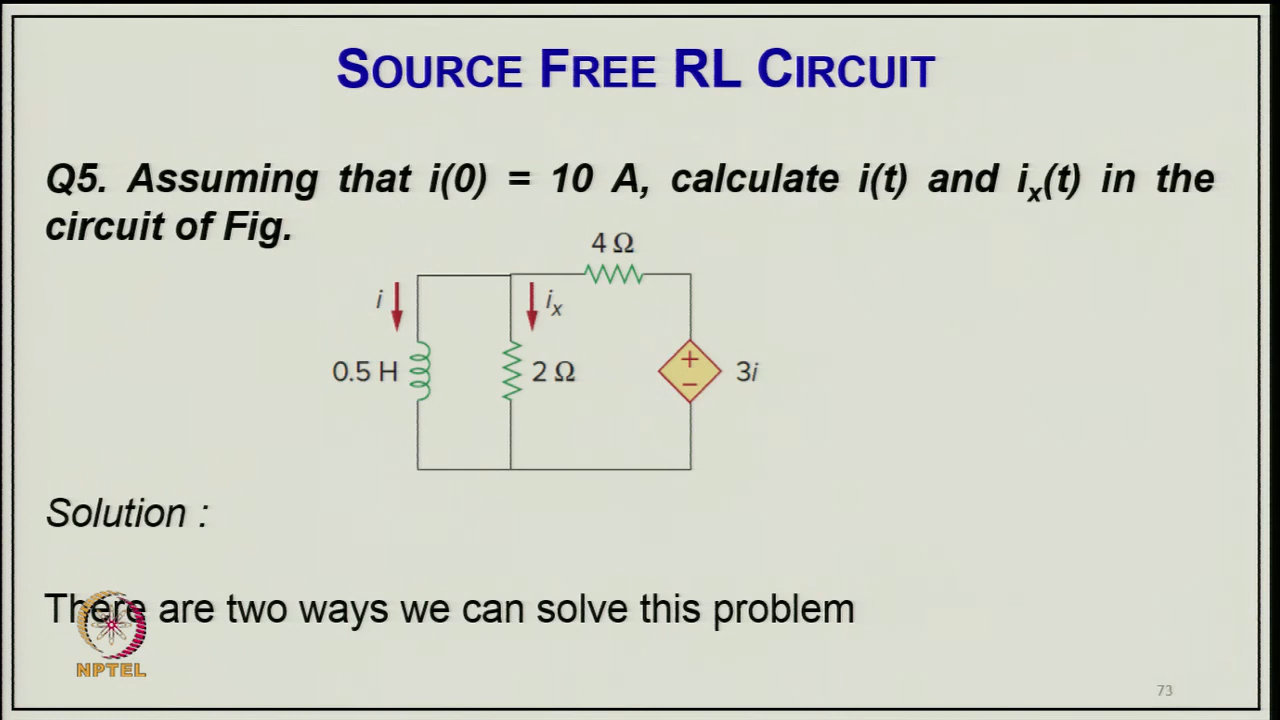 SOURCE FREE RL CIRCUIT
Q5. Assuming that i(0) = 10 A, calculate i(t) and iₓ(t) in the
circuit of Fig.
4 Ω
i
iₓ
0.5 H
2 Ω
+
−
3i
Solution :
There are two ways we can solve this problem
NPTEL
73